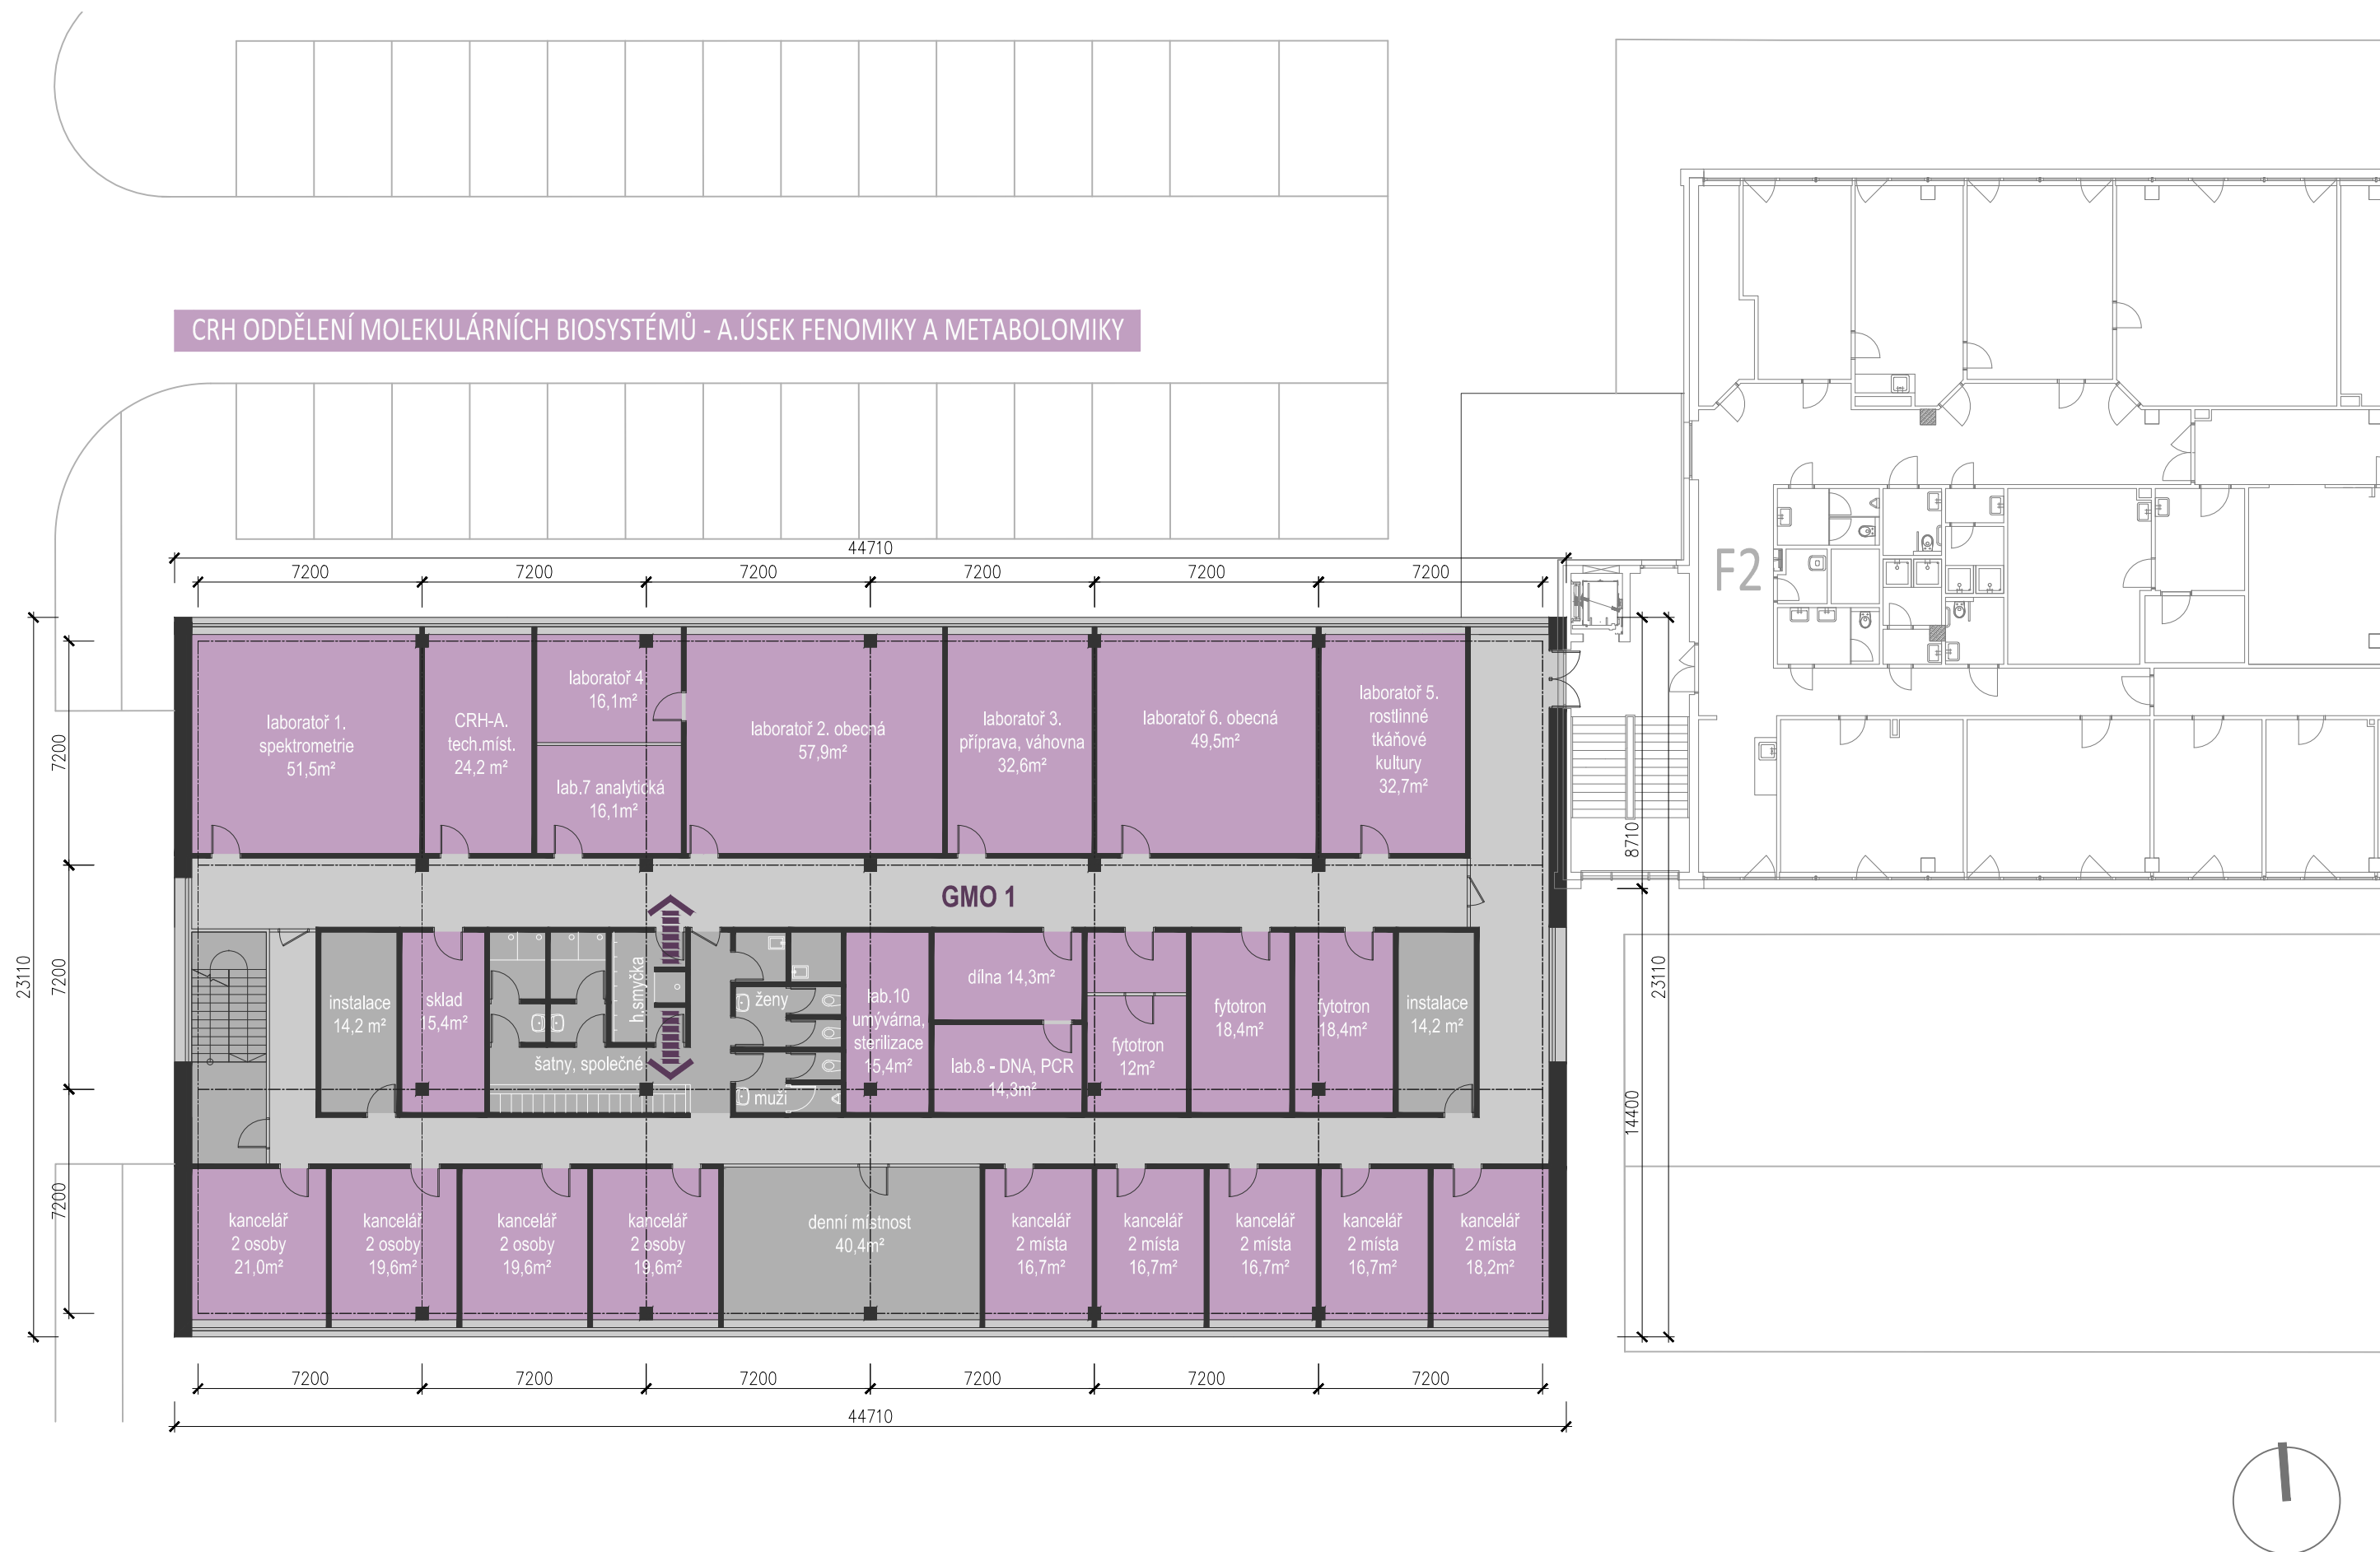 CRH ODDĚLENÍ MOLEKULÁRNÍCH BIOSYSTÉMŮ - A.ÚSEK FENOMIKY A METABOLOMIKY
44710
7200 7200 7200 7200 7200 7200
F2
laboratoř 1.
spektrometrie
51,5m²
CRH-A.
tech.míst.
24,2 m²
laboratoř 4
16,1m²
lab.7 analytická
16,1m²
laboratoř 2. obecná
57,9m²
laboratoř 3.
příprava, váhovna
32,6m²
laboratoř 6. obecná
49,5m²
laboratoř 5.
rostlinné
tkáňové
kultury
32,7m²
7200
7200
7200
23110
8710
23110
14400
GMO 1
instalace
14,2 m²
sklad
15,4m²
h.smyčka
šatny, společné
ženy
muži
lab.10
umývárna,
sterilizace
15,4m²
dílna 14,3m²
lab.8 - DNA, PCR
14,3m²
fytotron
12m²
fytotron
18,4m²
fytotron
18,4m²
instalace
14,2 m²
kancelář
2 osoby
21,0m²
kancelář
2 osoby
19,6m²
kancelář
2 osoby
19,6m²
kancelář
2 osoby
19,6m²
denní místnost
40,4m²
kancelář
2 místa
16,7m²
kancelář
2 místa
16,7m²
kancelář
2 místa
16,7m²
kancelář
2 místa
16,7m²
kancelář
2 místa
18,2m²
7200 7200 7200 7200 7200 7200
44710